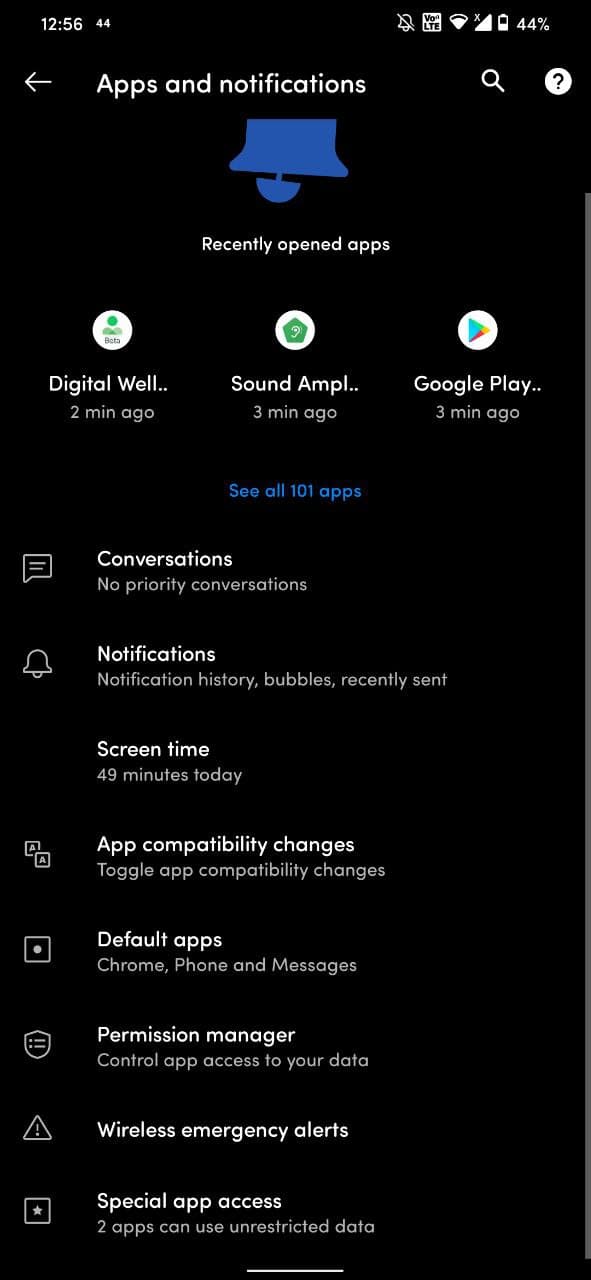 12:56 44 Vo) LTE x 44%
Apps and notifications ?
Recently opened apps
Beta
Digital Well.. Sound Ampl.. Google Play..
2 min ago 3 min ago 3 min ago
See all 101 apps
Conversations
No priority conversations
Notifications
Notification history, bubbles, recently sent
Screen time
49 minutes today
A A
App compatibility changes
Toggle app compatibility changes
Default apps
Chrome, Phone and Messages
Permission manager
Control app access to your data
Wireless emergency alerts
Special app access
2 apps can use unrestricted data